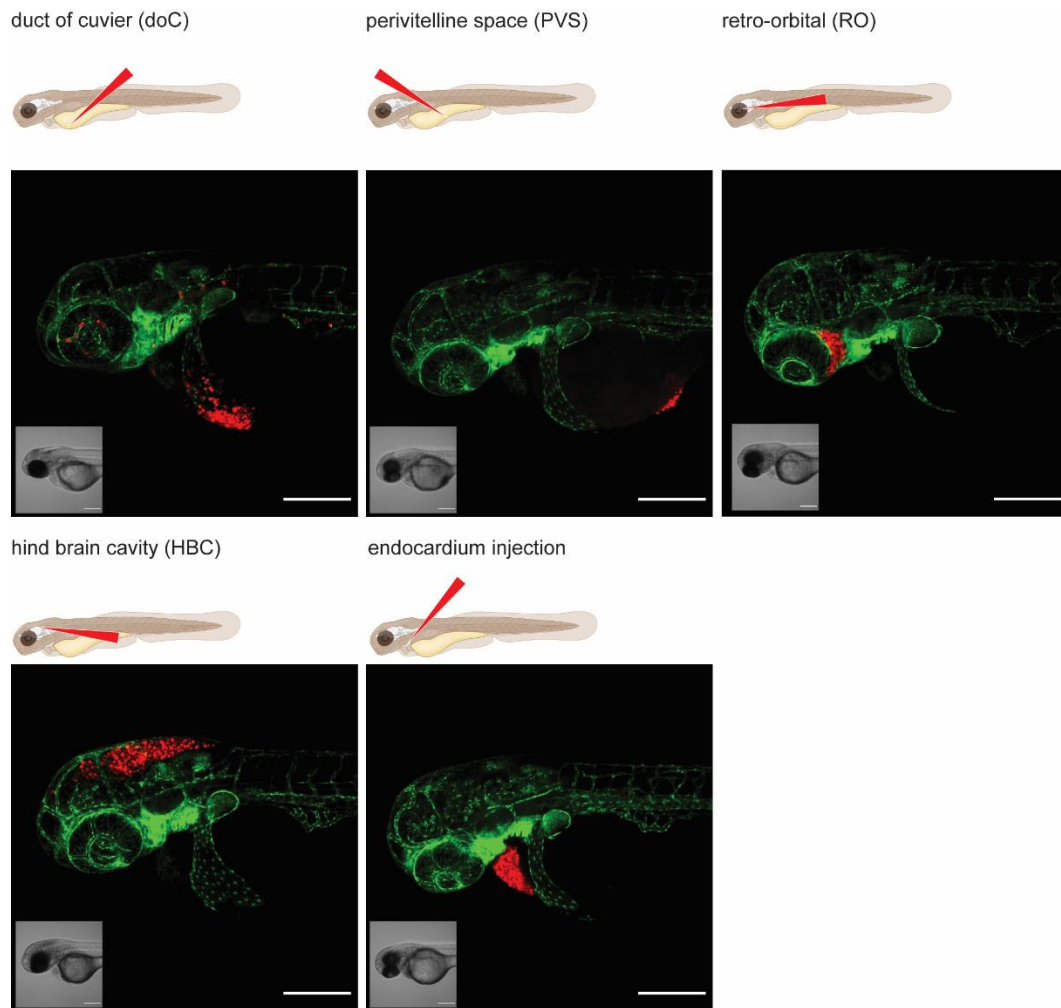 duct of cuvier (doC)
perivitelline space (PVS)
retro-orbital (RO)
hind brain cavity (HBC)
endocardium injection